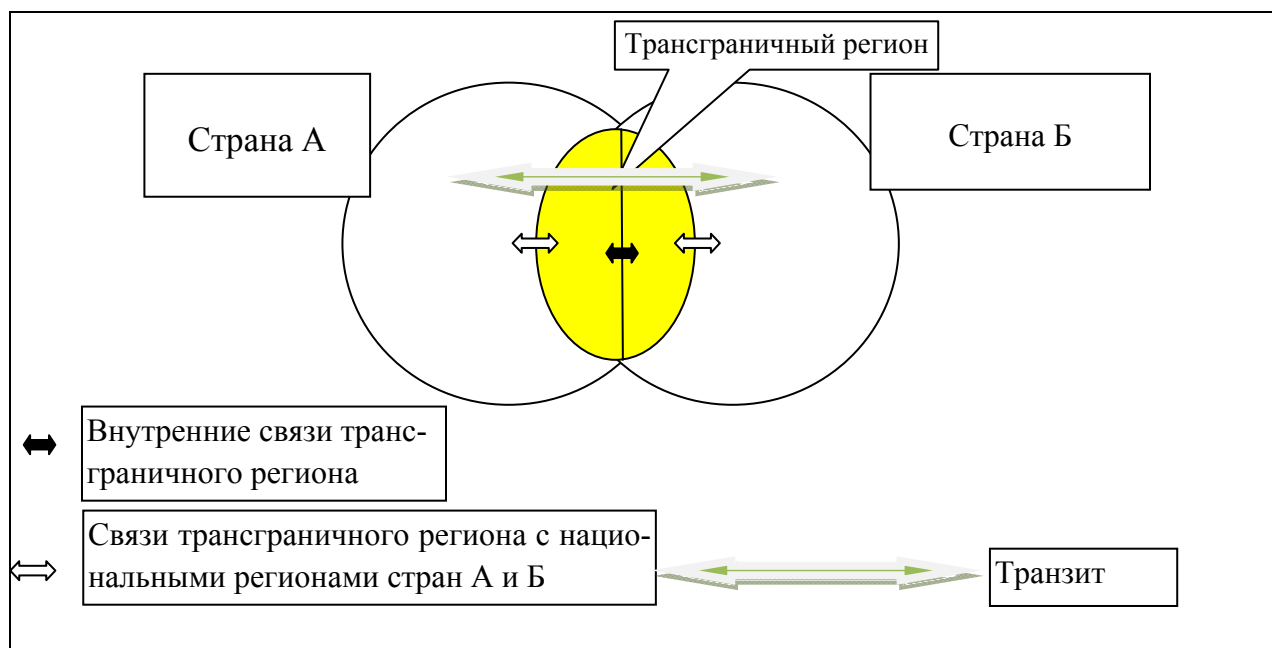 Трансграничный регион
Страна А
Страна Б
Внутренние связи транс-
граничного региона
Связи трансграничного региона с нацио-
нальными регионами стран А и Б
Транзит